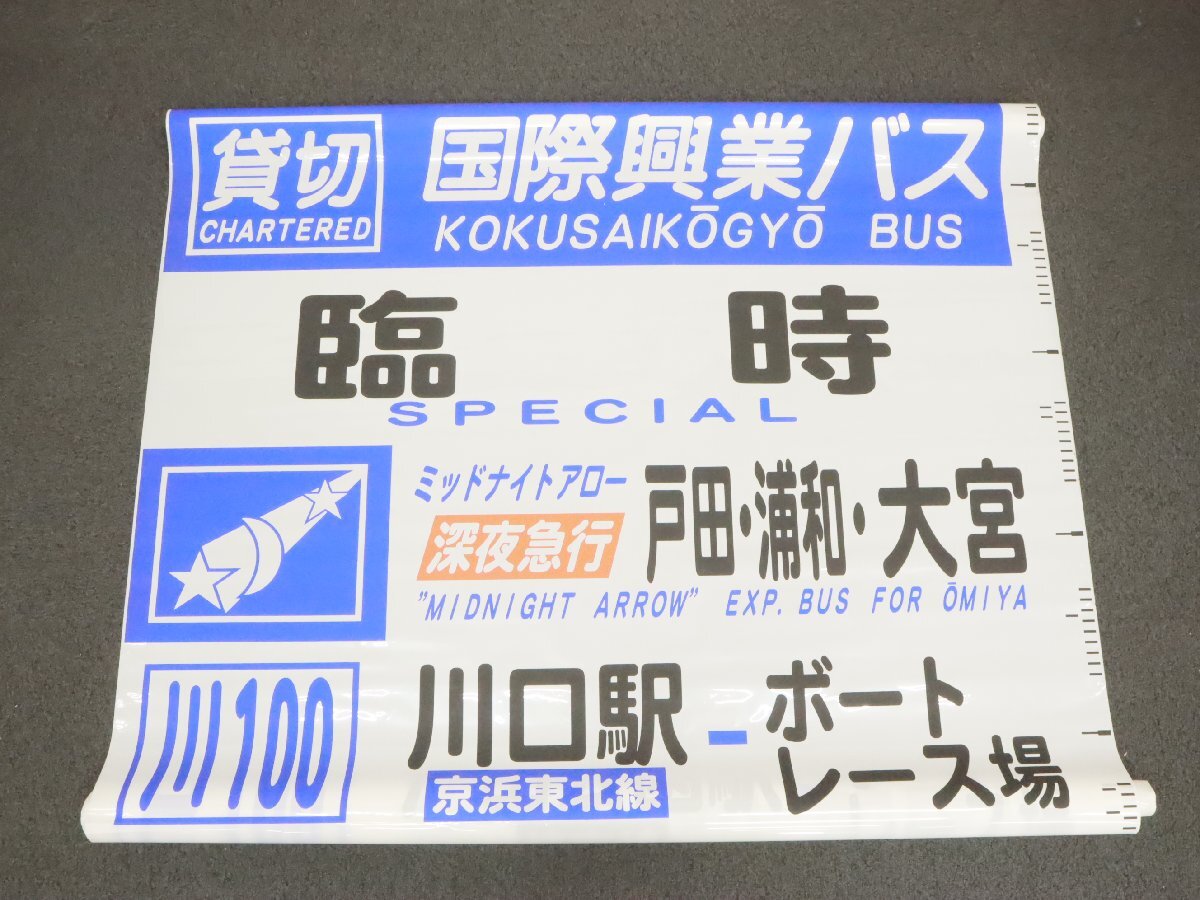 貸切 国際興業バス
CHARTERED KOKUSAIKŌGYŌ BUS
臨時
SPECIAL
ミッドナイトアロー
深夜急行 戸田・浦和・大宮
"MIDNIGHT ARROW" EXP. BUS FOR ŌMIYA
川100 川口駅 - ボート
レース場
京浜東北線